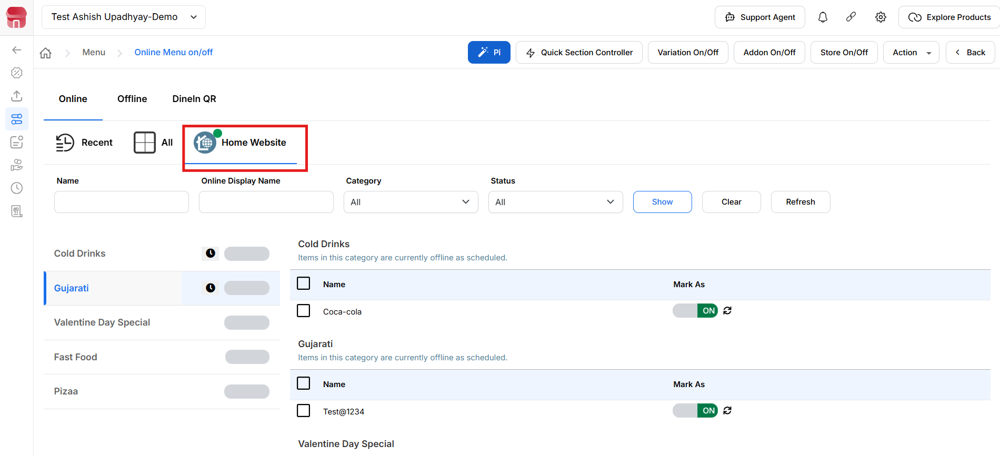 Test Ashish Upadhyay-Demo
Support Agent
Explore Products
Menu
Online Menu on/off
Pi
Quick Section Controller
Variation On/Off
Addon On/Off
Store On/Off
Action
Back
Online
Offline
DineIn QR
Recent
All
Home Website
Name
Online Display Name
Category
Status
All
All
Show
Clear
Refresh
Cold Drinks
Gujarati
Valentine Day Special
Fast Food
Pizaa
Cold Drinks
Items in this category are currently offline as scheduled.
Name
Mark As
Coca-cola
ON
Gujarati
Items in this category are currently offline as scheduled.
Name
Mark As
Test@1234
ON
Valentine Day Special